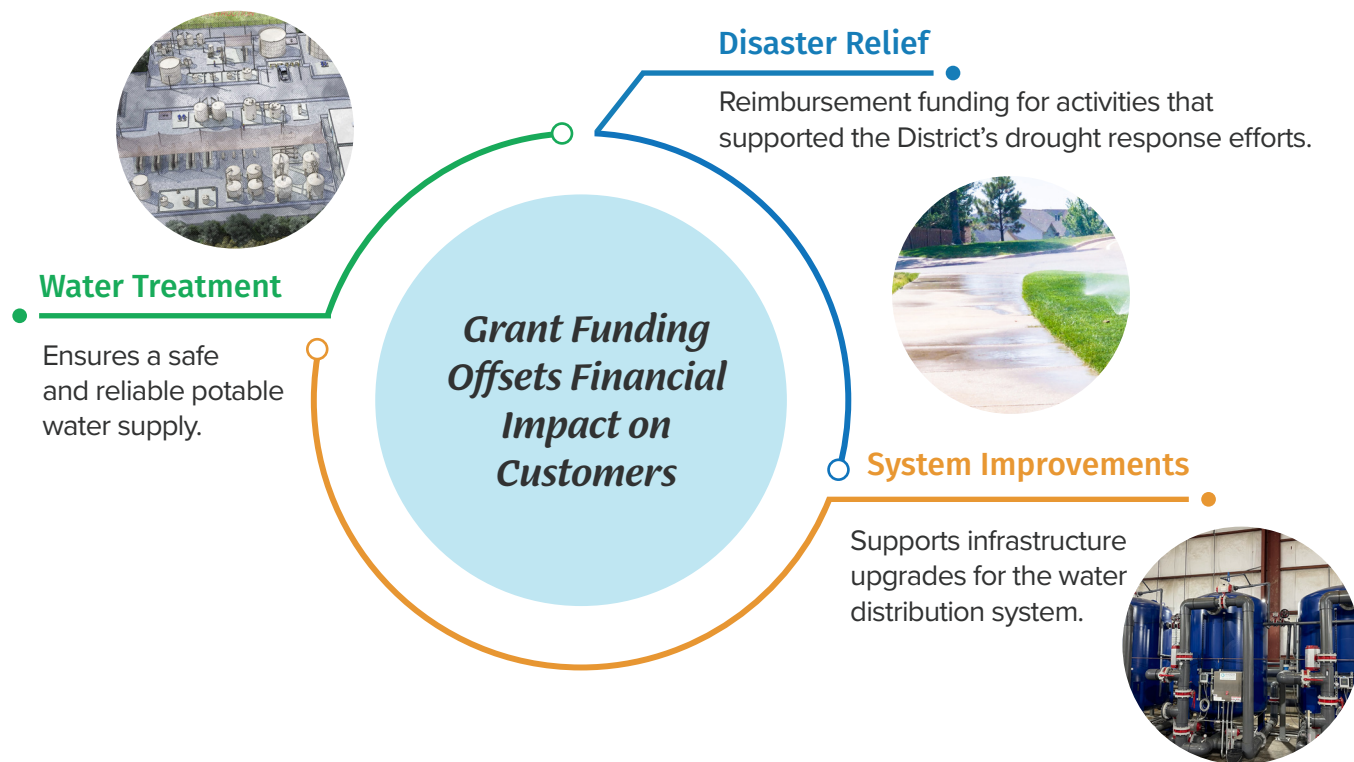 Disaster Relief
Reimbursement funding for activities that
supported the District’s drought response efforts.
Water Treatment
Ensures a safe
and reliable potable
water supply.
Grant Funding
Offsets Financial
Impact on
Customers
System Improvements
Supports infrastructure
upgrades for the water
distribution system.